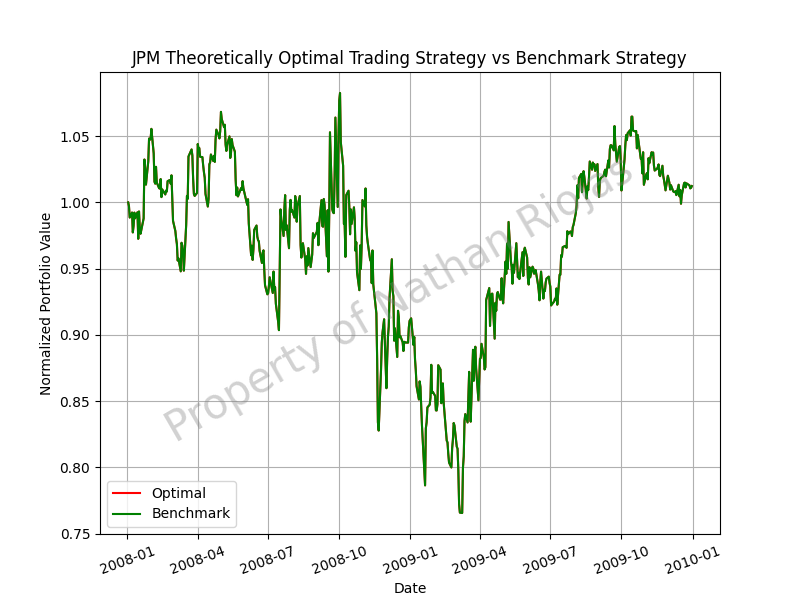 JPM Theoretically Optimal Trading Strategy vs Benchmark Strategy
Normalized Portfolio Value
1.05
1.00
0.95
0.90
0.85
0.80
0.75
Property of Nathan Riojas
Optimal
Benchmark
2008-01
2008-04
2008-07
2008-10
2009-01
2009-04
2009-07
2009-10
2010-01
Date